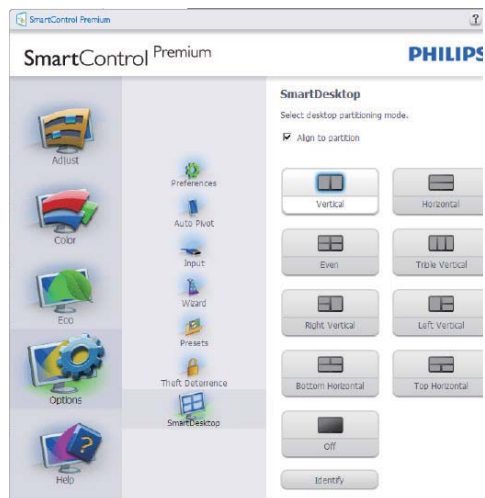 SmartControl Premium
?
SmartControl Premium
PHILIPS
Adjust
Color
Eco
Options
Help
Preferences
Auto Pivot
Input
Wizard
Presets
Theft Deterrence
SmartDesktop
SmartDesktop
Select desktop partitioning mode.
Align to partition
Vertical
Horizontal
Even
Triple Vertical
Right Vertical
Left Vertical
Bottom Horizontal
Top Horizontal
Off
Identify